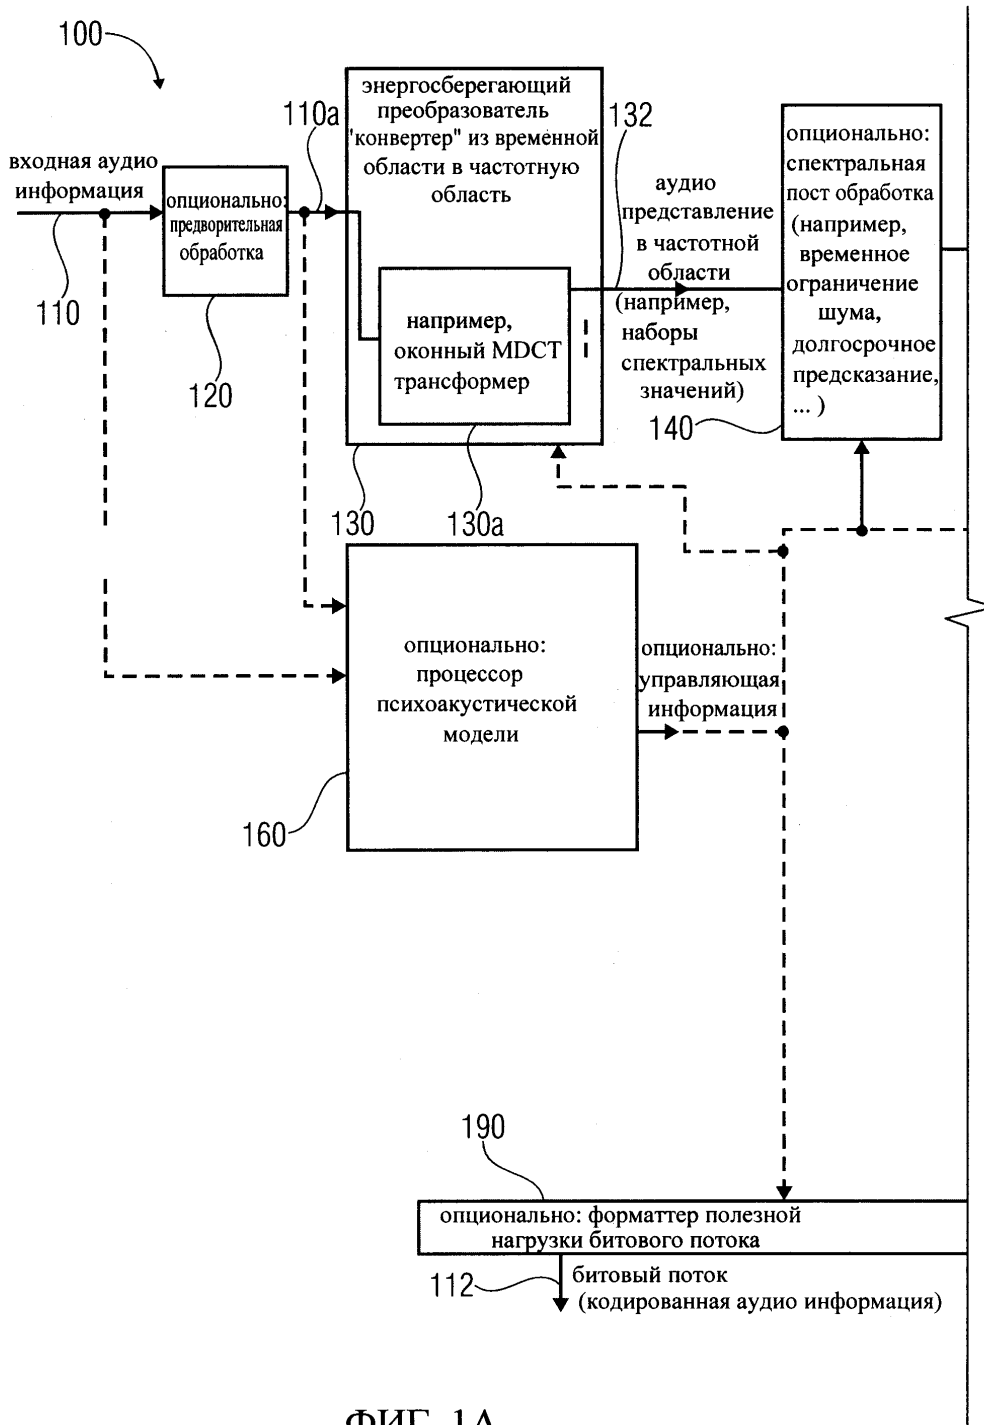 100
входная аудио
информация
110
опционально:
предворительная
обработка
120
110a
энергосберегающий
преобразователь
'конвертер" из временной
области в частотную
область
например,
оконный MDCT
трансформер
130
130a
132
аудио
представление
в частотной
области
(например,
наборы
спектральных
значений)
опционально:
спектральная
пост обработка
(например,
временное
ограничение
шума,
долгосрочное
предсказание,
... )
140
опционально:
процессор
психоакустической
модели
160
опционально:
управляющая
информация
190
опционально: форматтер полезной
нагрузки битового потока
112
битовый поток
(кодированная аудио информация)
ФИГ. 1A